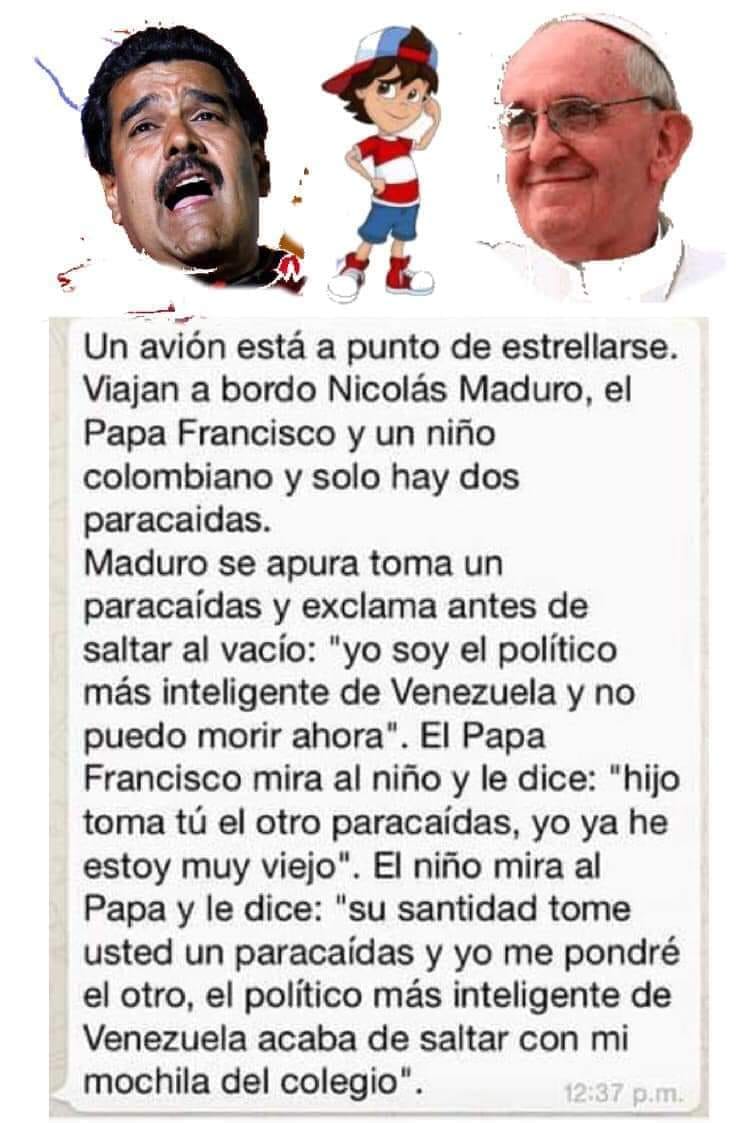 Un avión está a punto de estrellarse.
Viajan a bordo Nicolás Maduro, el
Papa Francisco y un niño
colombiano y solo hay dos
paracaidas.
Maduro se apura toma un
paracaídas y exclama antes de
saltar al vacío: "yo soy el político
más inteligente de Venezuela y no
puedo morir ahora". El Papa
Francisco mira al niño y le dice: "hijo
toma tú el otro paracaídas, yo ya he
estoy muy viejo". El niño mira al
Papa y le dice: "su santidad tome
usted un paracaídas y yo me pondré
el otro, el político más inteligente de
Venezuela acaba de saltar con mi
mochila del colegio".
12:37 p.m.